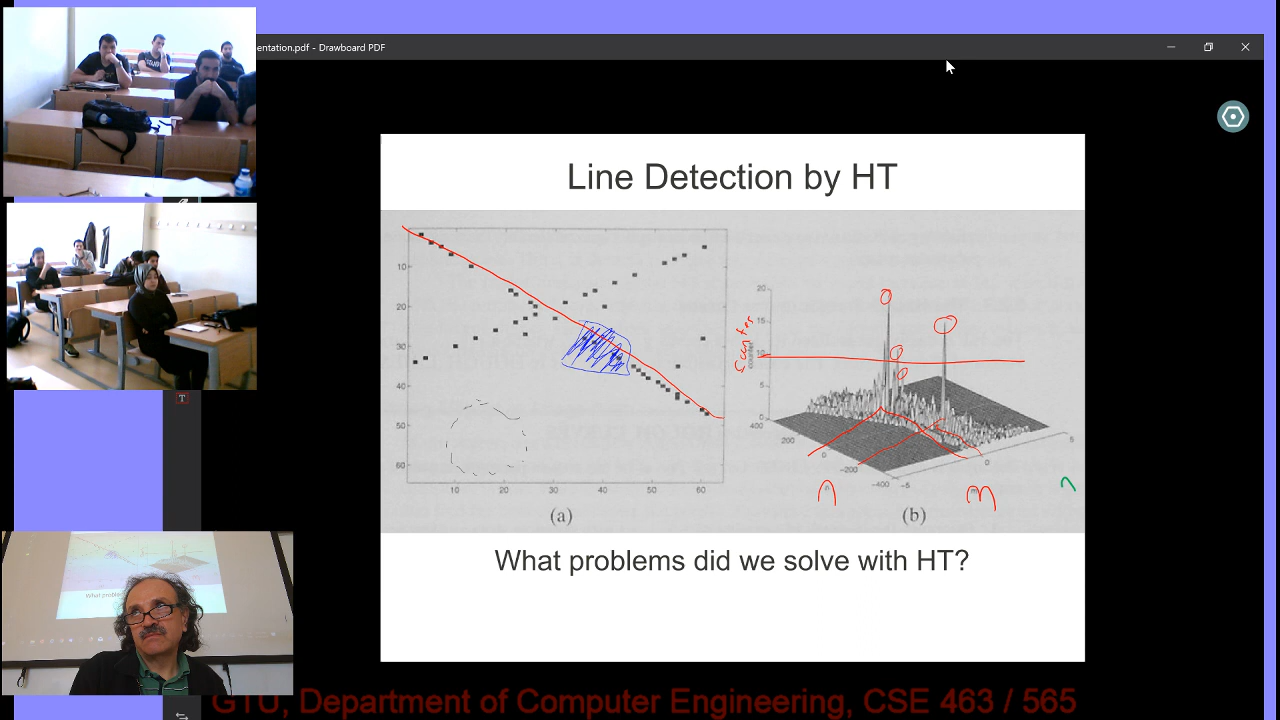 entation.pdf - Drawboard PDF
Line Detection by HT
10
20
30
40
50
60
10
20
30
40
50
60
(a)
20
15
10
5
0
counter
400
200
0
-200
-400
-5
0
5
n
m
n
m
(b)
What problems did we solve with HT?
T
GTU, Department of Computer Engineering, CSE 463 / 565